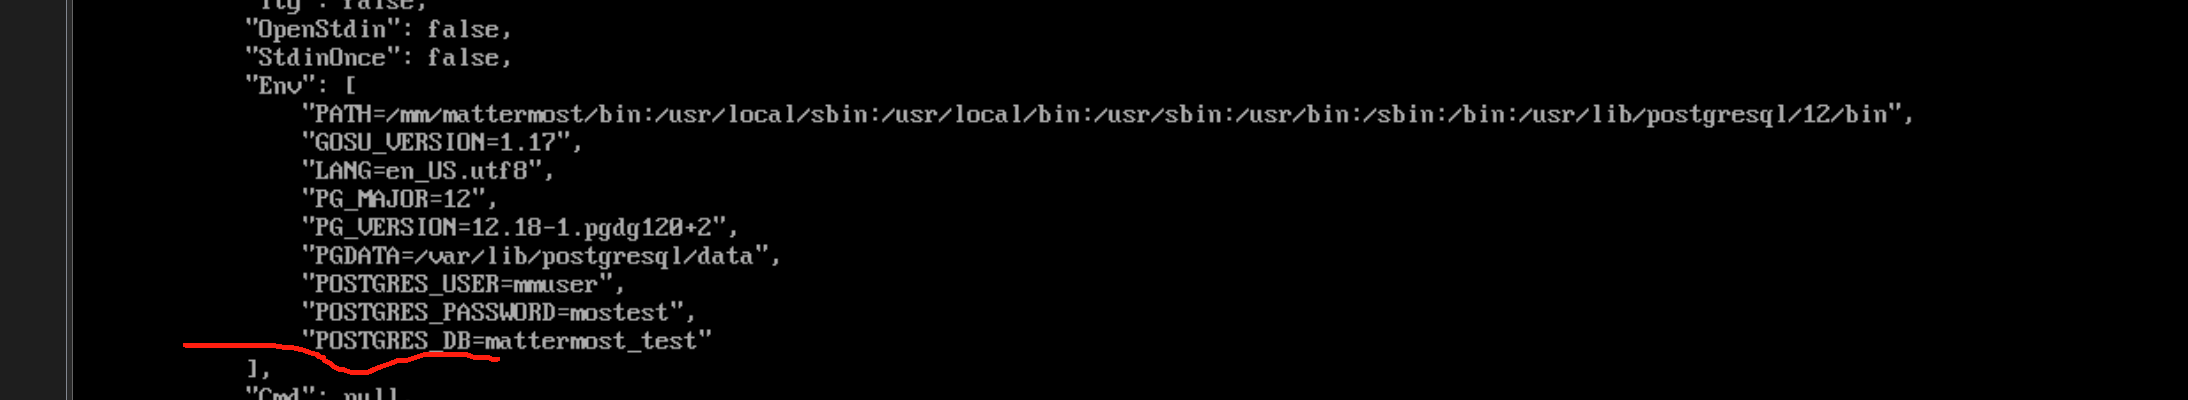 "Tty": false,
"OpenStdin": false,
"StdinOnce": false,
"Env": [
"PATH=/mm/mattermost/bin:/usr/local/sbin:/usr/local/bin:/usr/sbin:/usr/bin:/sbin:/bin:/usr/lib/postgresql/12/bin",
"GOSU_VERSION=1.17",
"LANG=en_US.utf8",
"PG_MAJOR=12",
"PG_VERSION=12.18-1.pgdg120+2",
"PGDATA=/var/lib/postgresql/data",
"POSTGRES_USER=mmuser",
"POSTGRES_PASSWORD=mostest",
"POSTGRES_DB=mattermost_test"
],
"Cmd": null